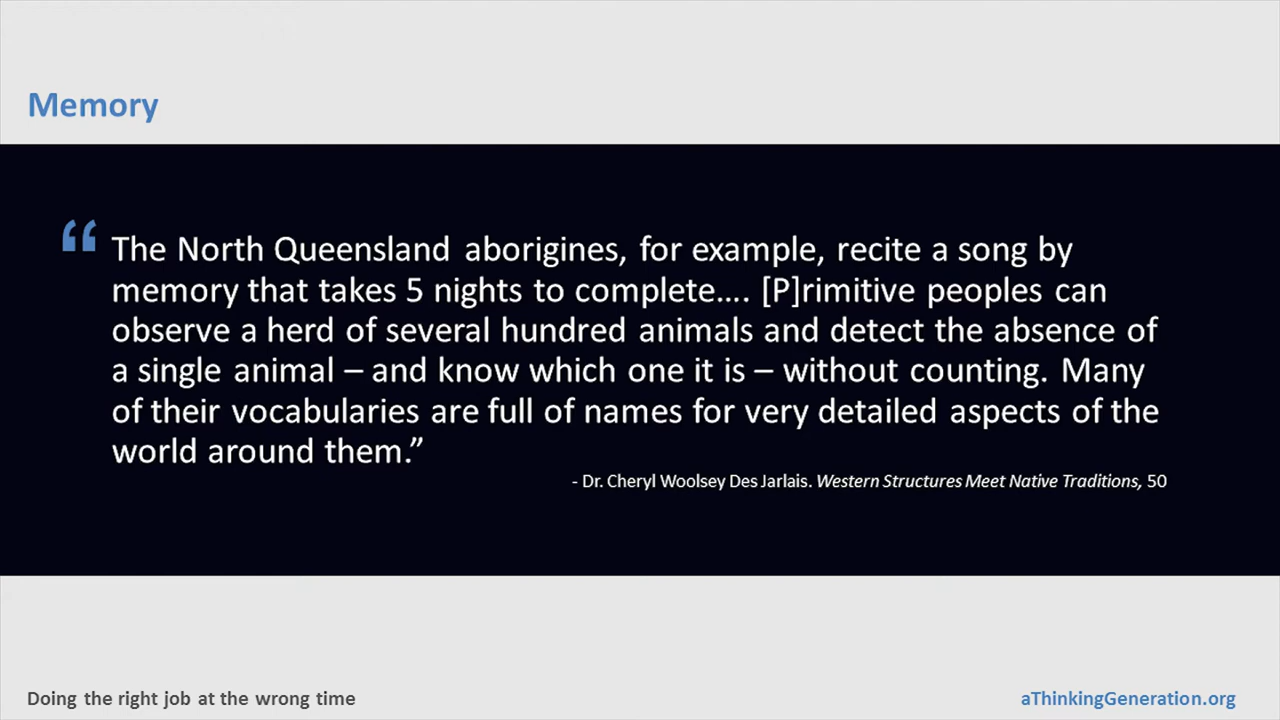 Memory
“The North Queensland aborigines, for example, recite a song by
memory that takes 5 nights to complete…. [P]rimitive peoples can
observe a herd of several hundred animals and detect the absence of
a single animal – and know which one it is – without counting. Many
of their vocabularies are full of names for very detailed aspects of the
world around them.”
- Dr. Cheryl Woolsey Des Jarlais. Western Structures Meet Native Traditions, 50
Doing the right job at the wrong time
aThinkingGeneration.org